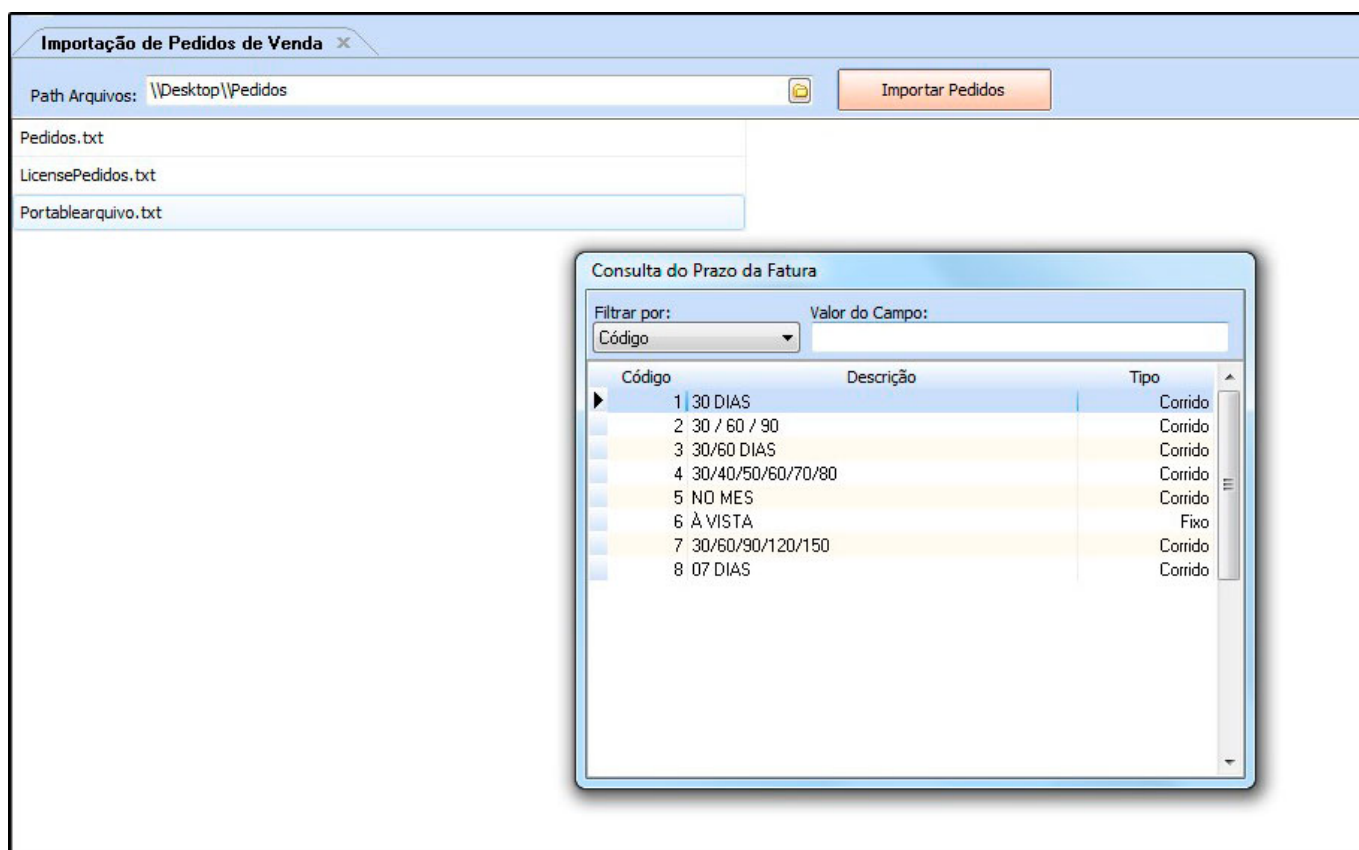 Importação de Pedidos de Venda
Path Arquivos: \\Desktop\\Pedidos Importar Pedidos
Pedidos.txt
LicensePedidos.txt
Portablearquivo.txt
Consulta do Prazo da Fatura
Filtrar por: Valor do Campo:
Código
Código Descrição Tipo
1 30 DIAS Corrido
2 30 / 60 / 90 Corrido
3 30/60 DIAS Corrido
4 30/40/50/60/70/80 Corrido
5 NO MES Corrido
6 À VISTA Fixo
7 30/60/90/120/150 Corrido
8 07 DIAS Corrido